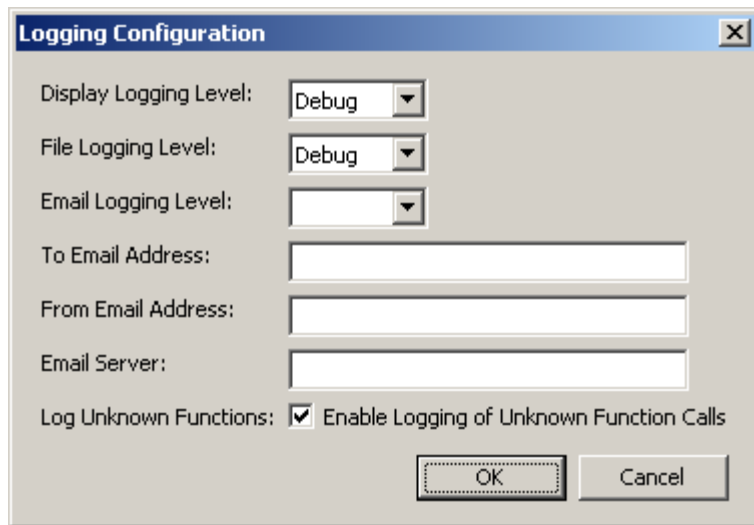 Logging Configuration
Display Logging Level: Debug
File Logging Level: Debug
Email Logging Level:
To Email Address:
From Email Address:
Email Server:
Log Unknown Functions: Enable Logging of Unknown Function Calls
OK Cancel